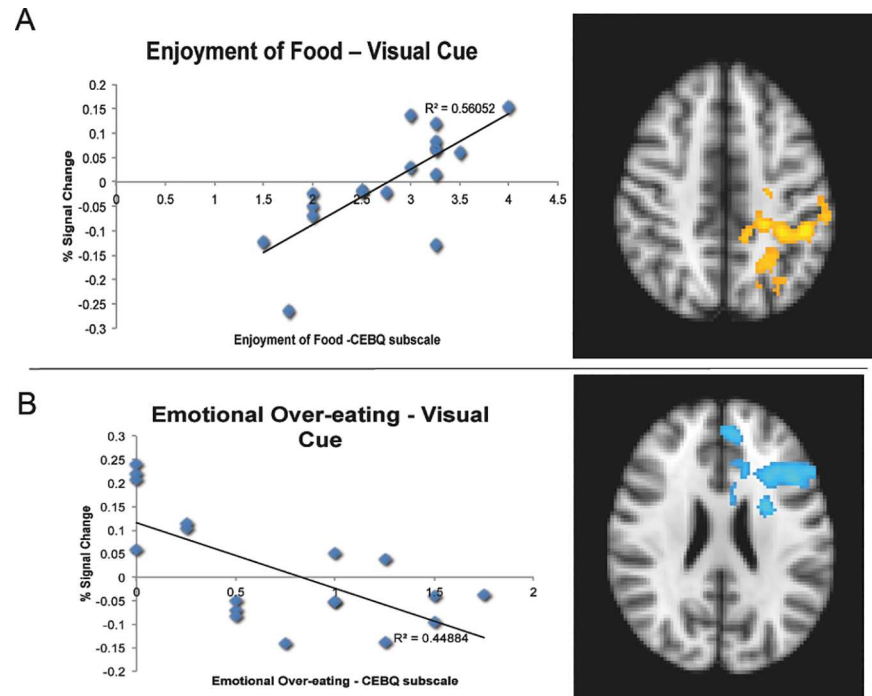 A
Enjoyment of Food – Visual Cue
0.2
0.15
0.1
0.05
0
-0.05
-0.1
-0.15
-0.2
-0.25
-0.3
% Signal Change
R² = 0.56052
0 0.5 1 1.5 2 2.5 3 3.5 4 4.5
Enjoyment of Food -CEBQ subscale
B
Emotional Over-eating - Visual
Cue
0.3
0.25
0.2
0.15
0.1
0.05
0
-0.05
-0.1
-0.15
-0.2
% Signal Change
0 0.5 1 1.5 2
R² = 0.44884
Emotional Over-eating - CEBQ subscale